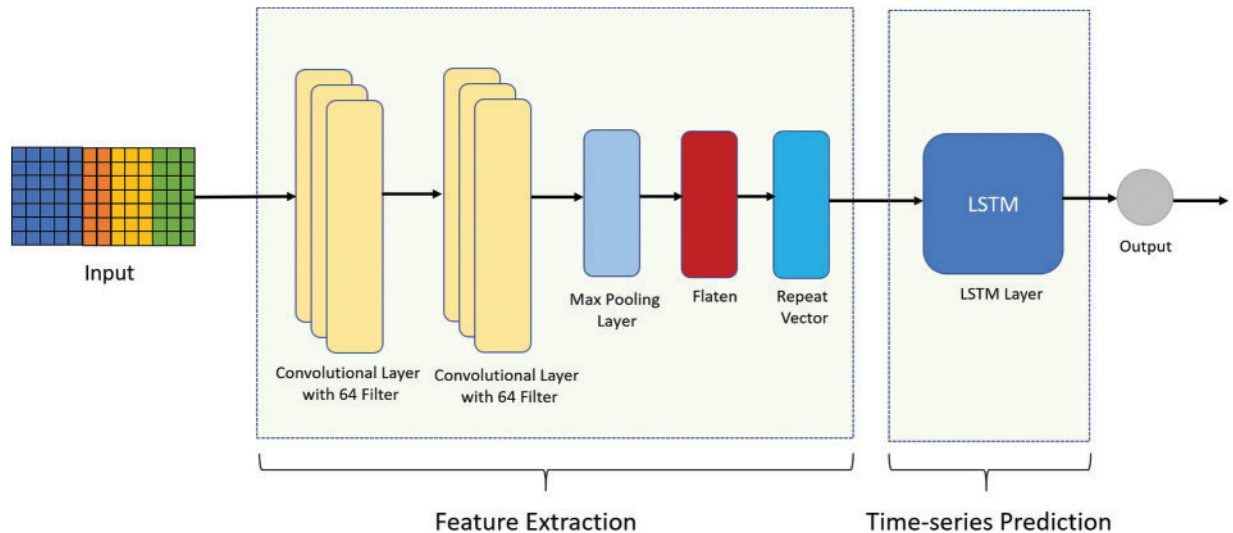 Input
Convolutional Layer
with 64 Filter
Convolutional Layer
with 64 Filter
Max Pooling
Layer
Flaten
Repeat
Vector
LSTM
LSTM Layer
Output
Feature Extraction
Time-series Prediction